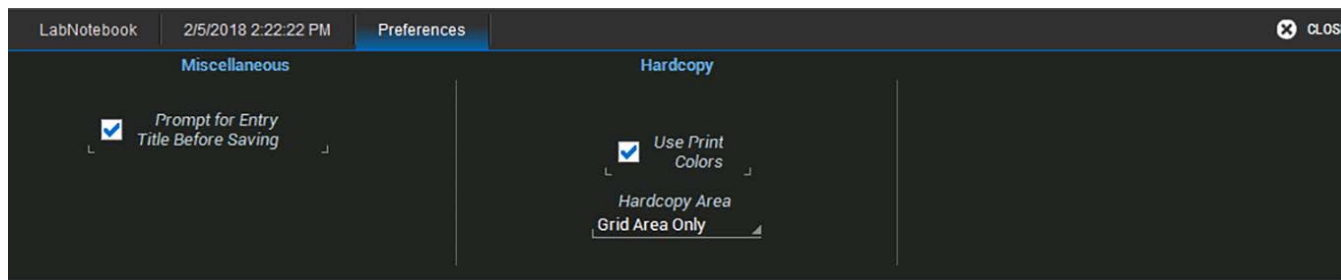 LabNotebook 2/5/2018 2:22:22 PM Preferences CLOS
Miscellaneous Hardcopy
Prompt for Entry
Title Before Saving
Use Print
Colors
Hardcopy Area
Grid Area Only